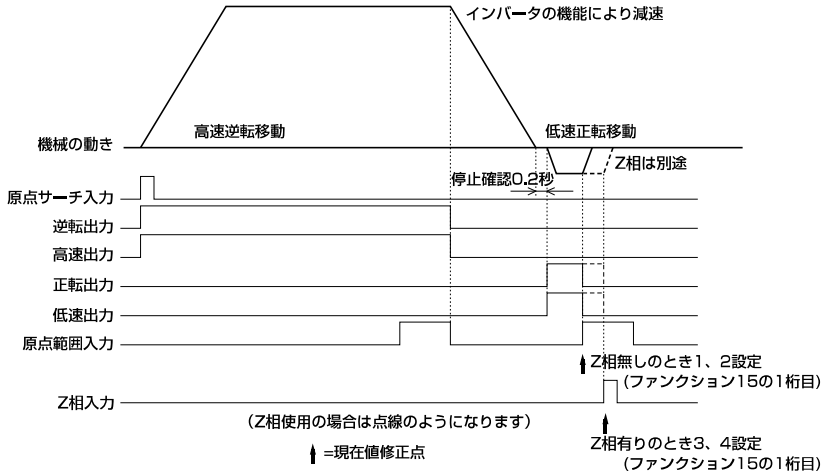 インバータの機能により減速
高速逆転移動
低速正転移動
機械の動き
Z相は別途
停止確認0.2秒
原点サーチ入力
逆転出力
高速出力
正転出力
低速出力
原点範囲入力
Z相無しのとき1、2設定
(ファンクション15の1桁目)
Z相入力
(Z相使用の場合は点線のようになります)
=現在値修正点
Z相有りのとき3、4設定
(ファンクション15の1桁目)